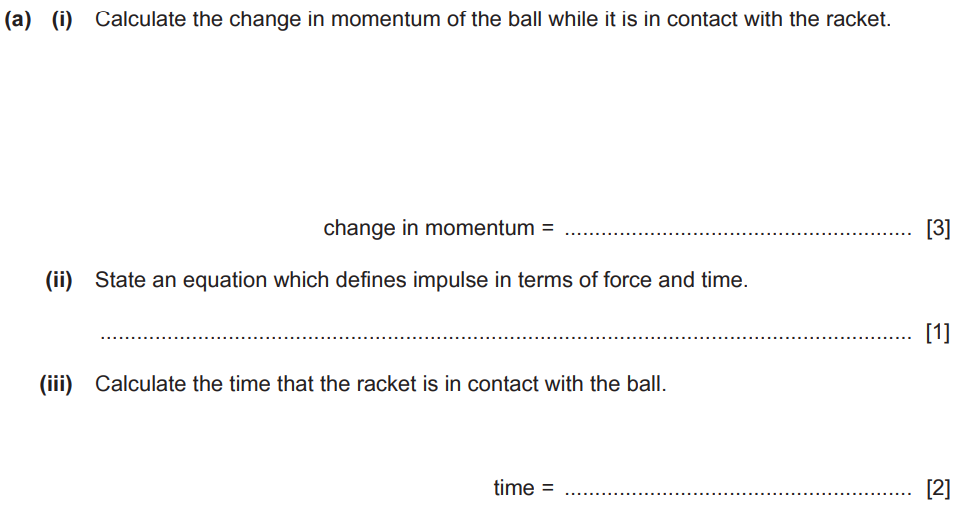 (a) (i) Calculate the change in momentum of the ball while it is in contact with the racket.
change in momentum = .......................................................... [3]
(ii) State an equation which defines impulse in terms of force and time.
....................................................................................................................................... [1]
(iii) Calculate the time that the racket is in contact with the ball.
time = .......................................................... [2]